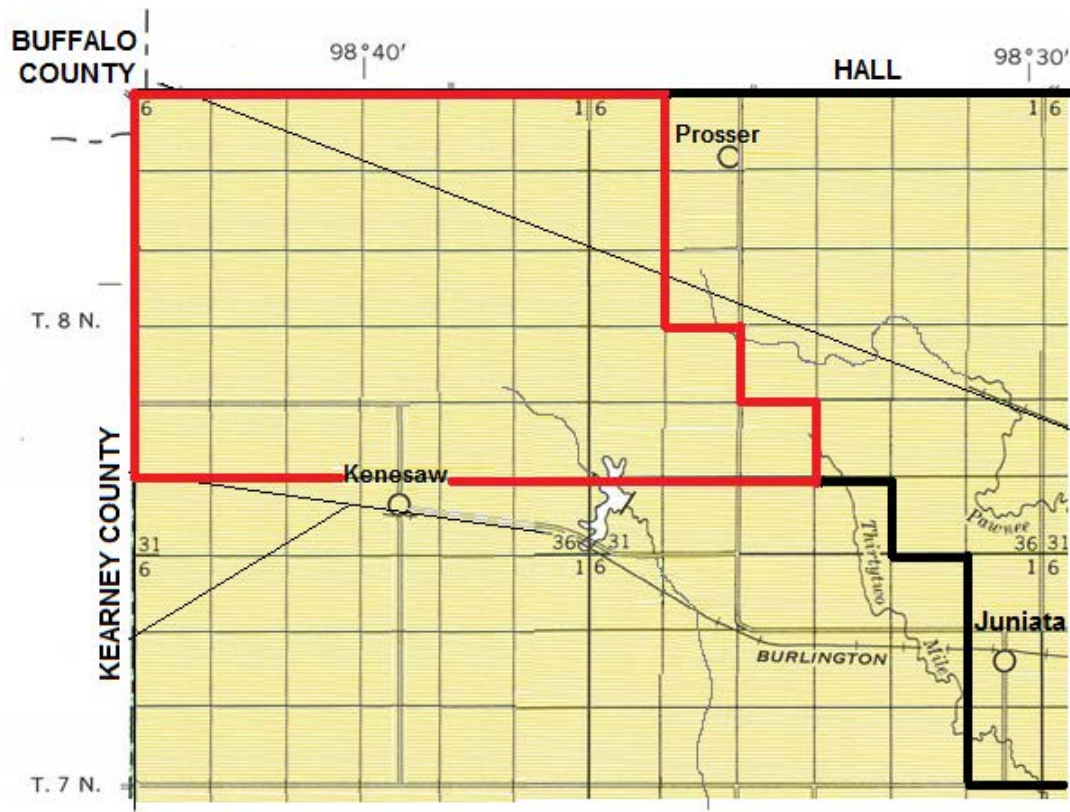 BUFFALO
COUNTY
98°40'
HALL
98°30'
6
1 6
1 6
Prosser
T. 8 N.
KEARNEY COUNTY
Kenesaw
Pawnee
31
6
36 31
1 6
36 31
1 6
Thirtytwo
Mile
Juniata
BURLINGTON
T. 7 N.